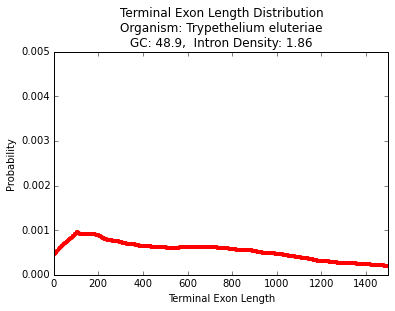 Terminal Exon Length Distribution
Organism: Trypethelium eluteriae
GC: 48.9,  Intron Density: 1.86
0.005
0.004
0.003
0.002
0.001
0.000
Probability
0 200 400 600 800 1000 1200 1400
Terminal Exon Length